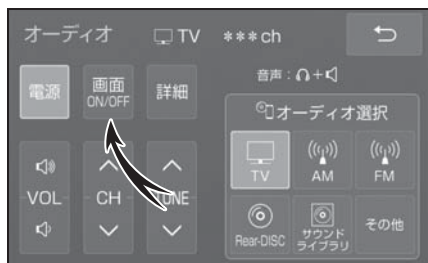 オーディオ TV ***ch
音声:
電源 画面 ON/OFF 詳細
オーディオ選択
TV AM FM
VOL CH TUNE
Rear-DISC サウンドライブラリ その他